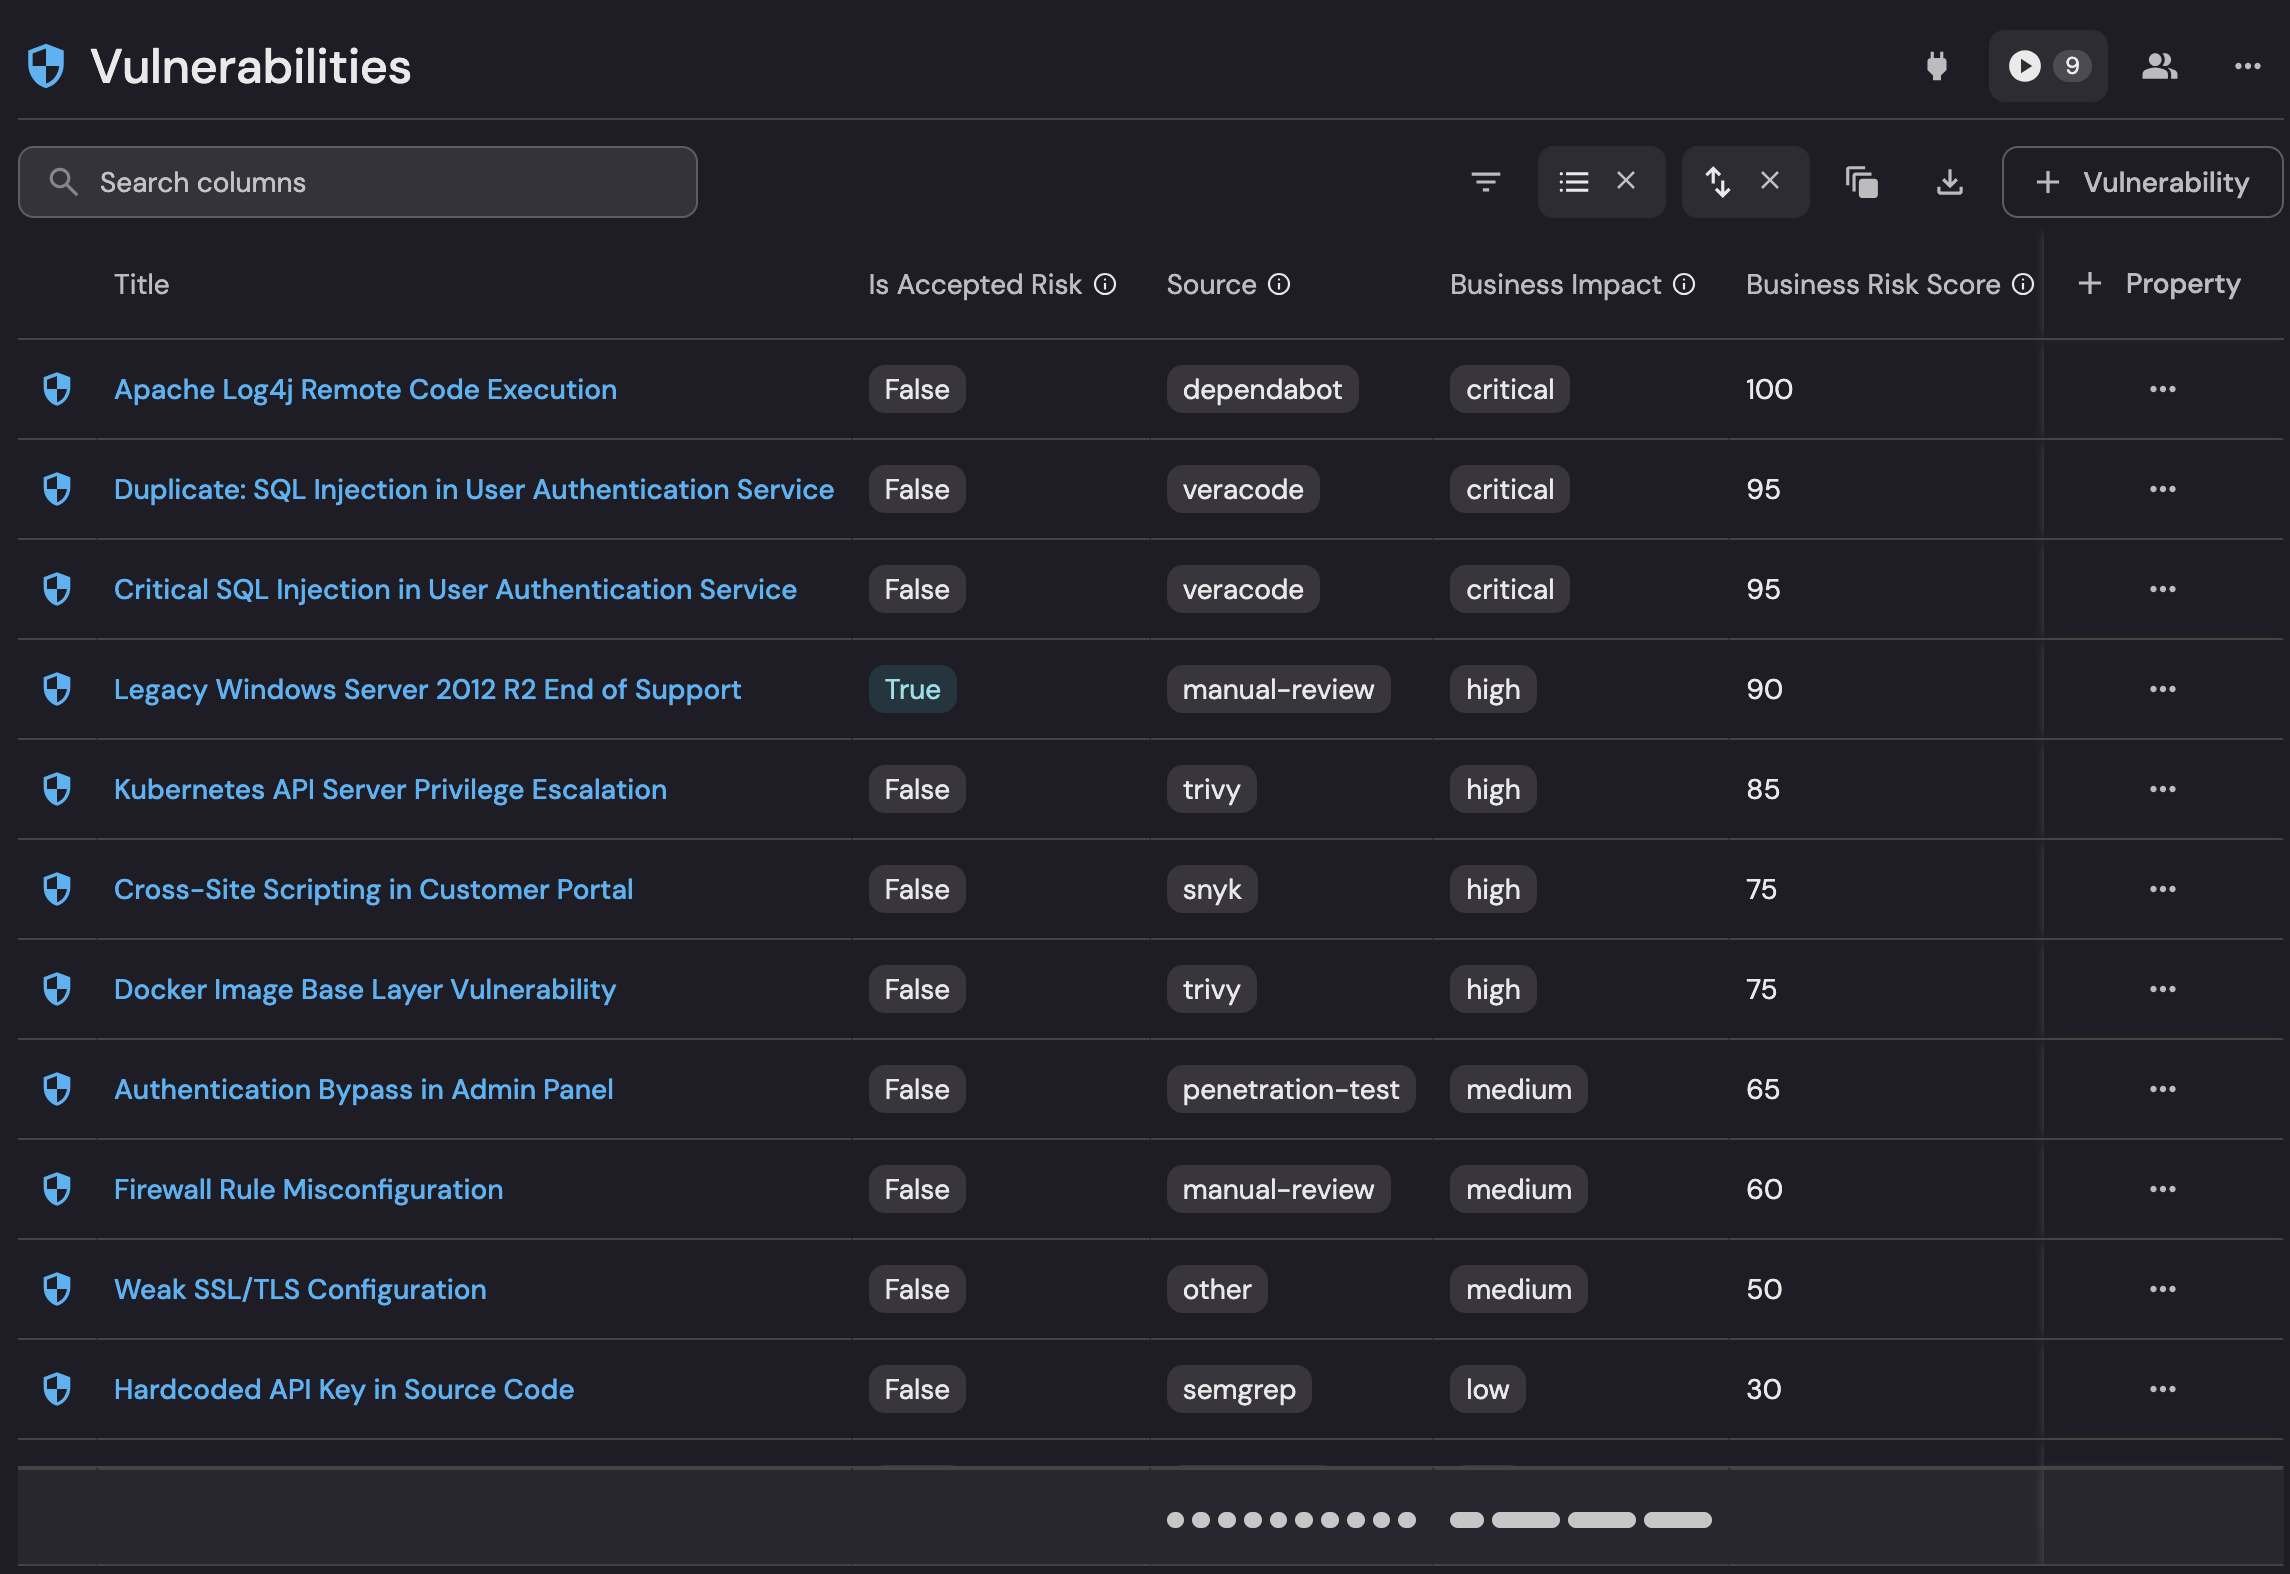 Vulnerabilities
9
Search columns
+ Vulnerability
Title Is Accepted Risk Source Business Impact Business Risk Score + Property
Apache Log4j Remote Code Execution False dependabot critical 100
Duplicate: SQL Injection in User Authentication Service False veracode critical 95
Critical SQL Injection in User Authentication Service False veracode critical 95
Legacy Windows Server 2012 R2 End of Support True manual-review high 90
Kubernetes API Server Privilege Escalation False trivy high 85
Cross-Site Scripting in Customer Portal False snyk high 75
Docker Image Base Layer Vulnerability False trivy high 75
Authentication Bypass in Admin Panel False penetration-test medium 65
Firewall Rule Misconfiguration False manual-review medium 60
Weak SSL/TLS Configuration False other medium 50
Hardcoded API Key in Source Code False semgrep low 30